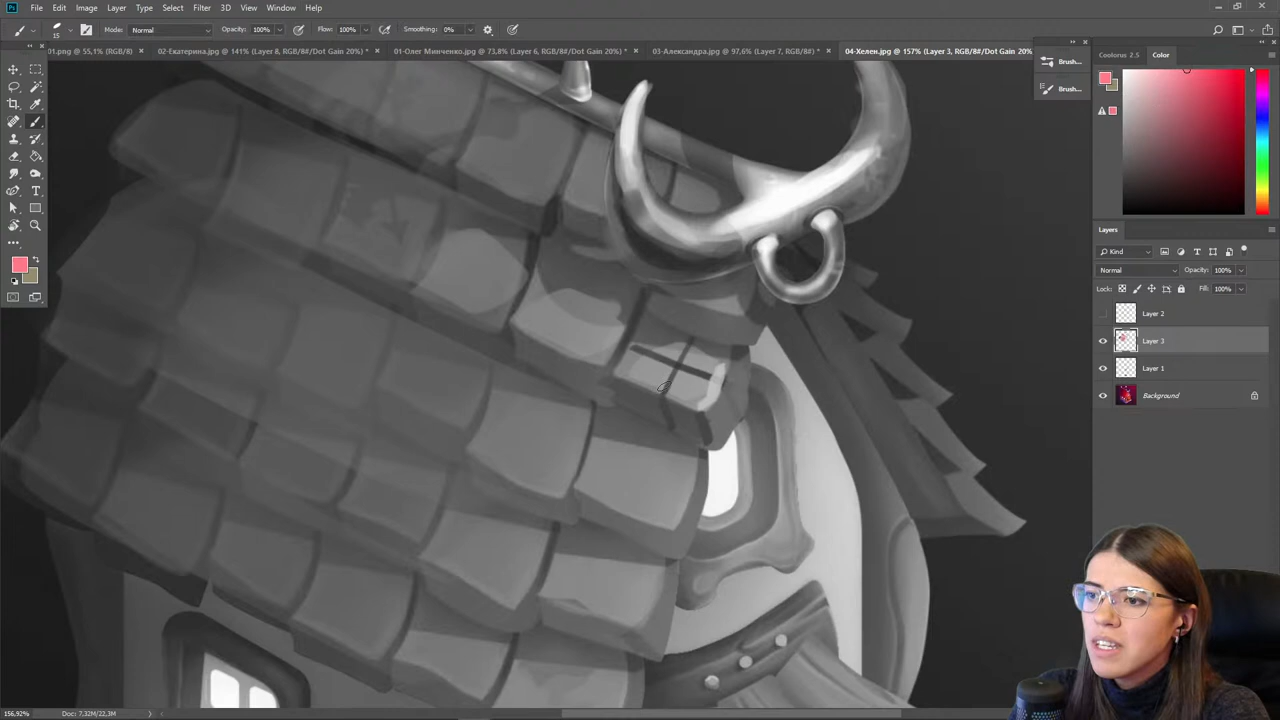 Ps File Edit Image Layer Type Select Filter 3D View Window Help
15 Mode: Normal Opacity: 100% Flow: 100% Smoothing: 0%
01.png @ 55,1% (RGB/8) × 02-Екатерина.jpg @ 141% (Layer 8, RGB/8#/Dot Gain 20%) * × 01-Олег Минченко.jpg @ 73,8% (Layer 6, RGB/8#/Dot Gain 20%) * × 03-Александра.jpg @ 97,6% (Layer 7, RGB/8*) * × 04-Хелен.jpg @ 157% (Layer 3, RGB/8#/Dot Gain 20%)
Brush...
Brush...
Coolorus 2.5 Color
Layers
Kind
Normal Opacity: 100%
Lock: Fill: 100%
Layer 2
Layer 3
Layer 1
Background
156,92% Doc: 7,32M/22,3M